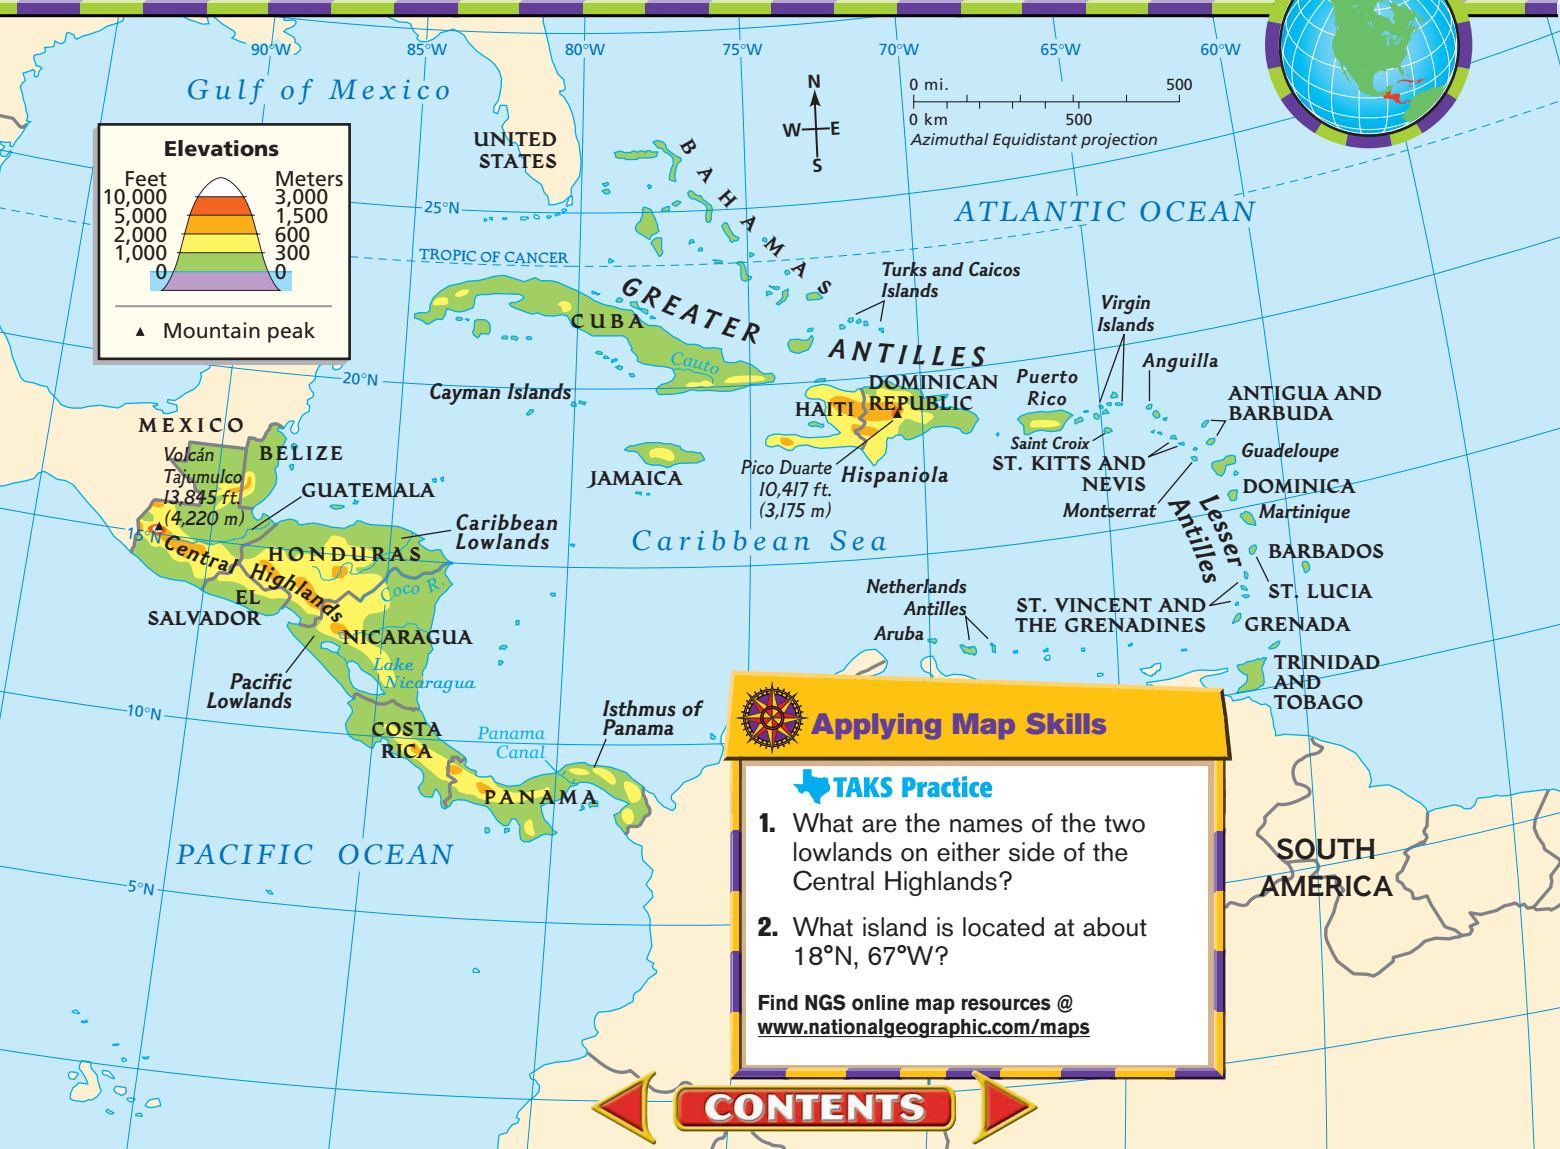 90°W
85°W
80°W
75°W
70°W
65°W
60°W
Gulf of Mexico
N
W E
S
0 mi. 500
0 km 500
Azimuthal Equidistant projection
Elevations
Feet Meters
10,000 3,000
5,000 1,500
2,000 600
1,000 300
0 0
Mountain peak
UNITED
STATES
BAHAMAS
25°N
ATLANTIC OCEAN
TROPIC OF CANCER
Turks and Caicos
Islands
GREATER
ANTILLES
CUBA
Cauto
Virgin
Islands
Anguilla
20°N
Cayman Islands
DOMINICAN
REPUBLIC
HAITI
Puerto
Rico
ANTIGUA AND
BARBUDA
MEXICO
Volcán
Tajumulco
13,845 ft.
(4,220 m)
BELIZE
GUATEMALA
JAMAICA
Pico Duarte
10,417 ft.
(3,175 m)
Hispaniola
Saint Croix
ST. KITTS AND
NEVIS
Montserrat
Guadeloupe
DOMINICA
Martinique
Lesser
Antilles
15°N
Central
Highlands
HONDURAS
Caribbean
Lowlands
Caribbean Sea
BARBADOS
ST. LUCIA
Coco R.
EL
SALVADOR
Netherlands
Antilles
Aruba
ST. VINCENT AND
THE GRENADINES
GRENADA
NICARAGUA
Lake
Nicaragua
Pacific
Lowlands
TRINIDAD
AND
TOBAGO
10°N
COSTA
RICA
Panama
Canal
Isthmus of
Panama
PANAMA
PACIFIC OCEAN
5°N
SOUTH
AMERICA
Applying Map Skills
TAKS Practice
1. What are the names of the two
lowlands on either side of the
Central Highlands?
2. What island is located at about
18°N, 67°W?
Find NGS online map resources @
www.nationalgeographic.com/maps
CONTENTS